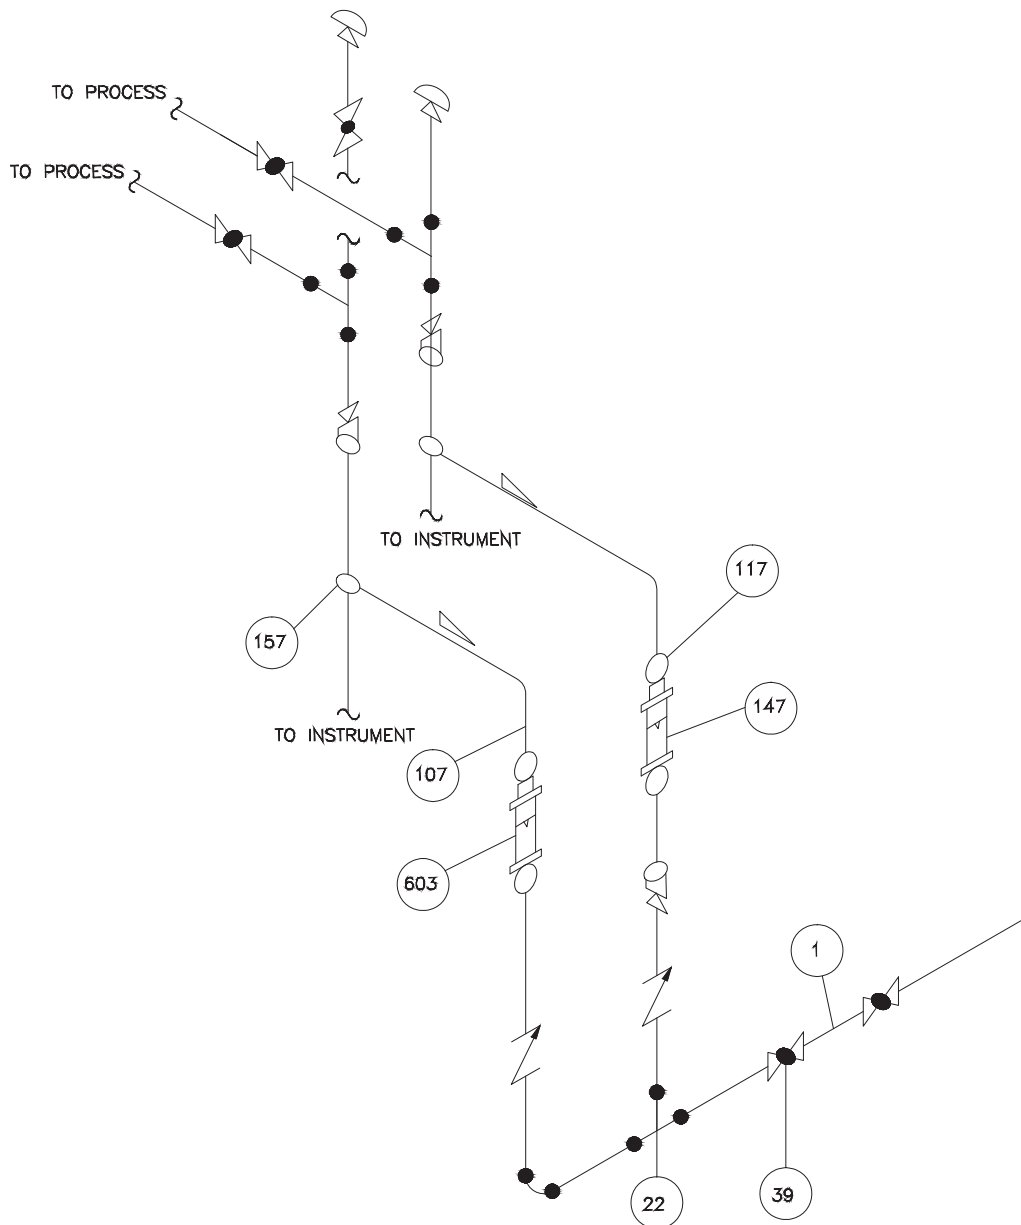 TO PROCESS
TO PROCESS
TO INSTRUMENT
117
157
147
TO INSTRUMENT
107
603
1
22
39